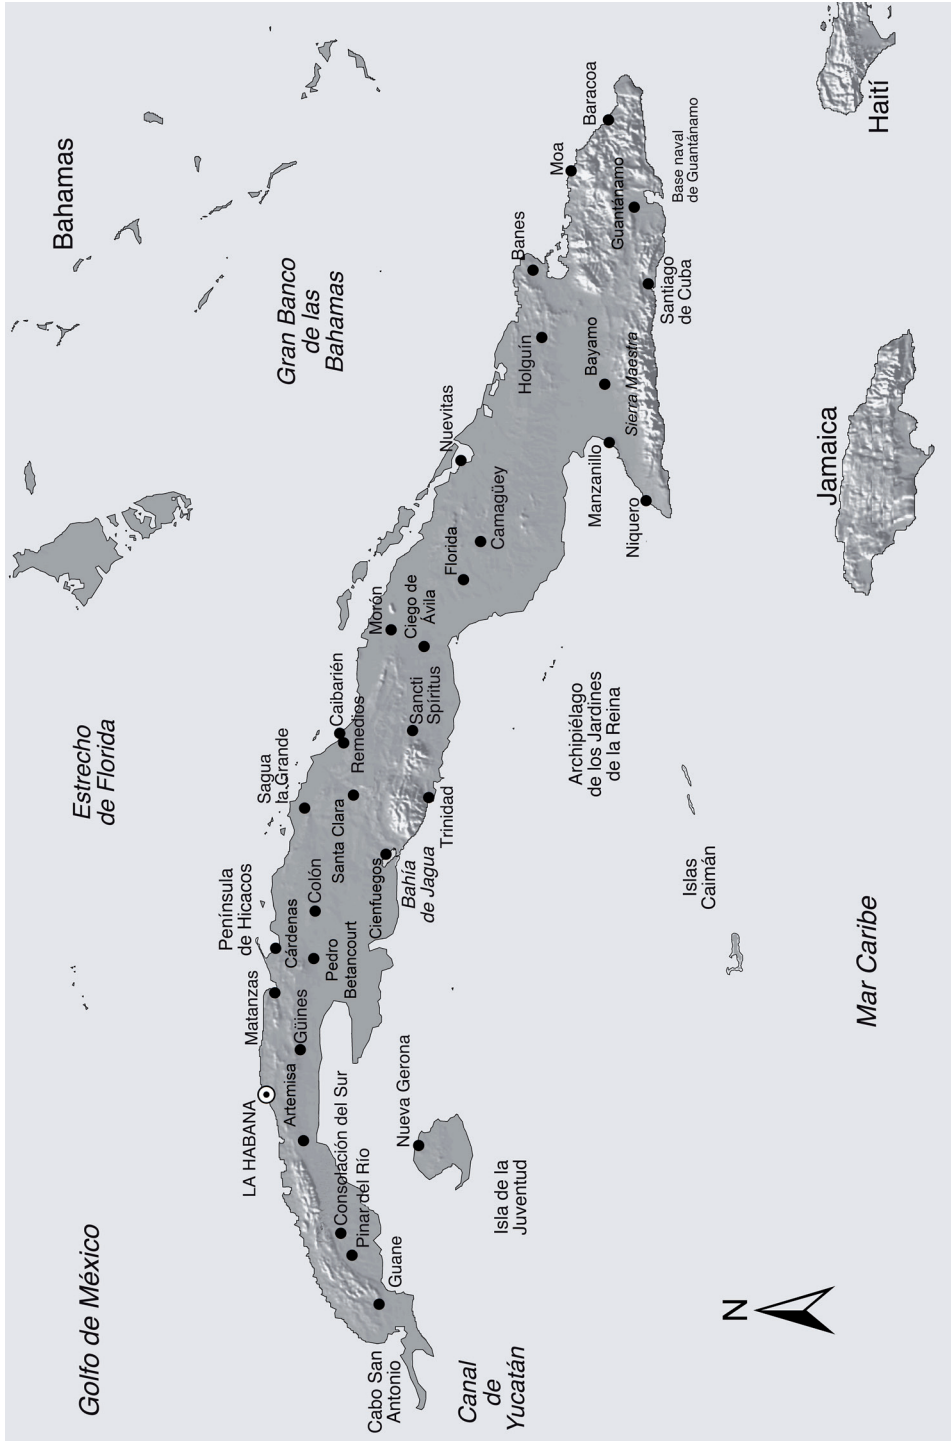 Golfo de México
Estrecho
de Florida
Bahamas
Gran Banco
de las
Bahamas
Canal
de
Yucatán
Cabo San
Antonio
Guane
Pinar del Río
Consolación del Sur
LA HABANA
Artemisa
Güines
Matanzas
Península
de Hicacos
Cárdenas
Pedro
Betancourt
Colón
Nueva Gerona
Isla de la
Juventud
Cienfuegos
Bahía
de Jagua
Santa Clara
Sagua
la Grande
Caibarién
Remedios
Trinidad
Sancti
Spíritus
Morón
Ciego de
Ávila
Florida
Camagüey
Nuevitas
Archipiélago
de los Jardines
de la Reina
Islas
Caimán
Mar Caribe
Niquero
Manzanillo
Sierra Maestra
Bayamo
Holguín
Banes
Santiago
de Cuba
Guantánamo
Base naval
de Guantánamo
Moa
Baracoa
Jamaica
Haití
N